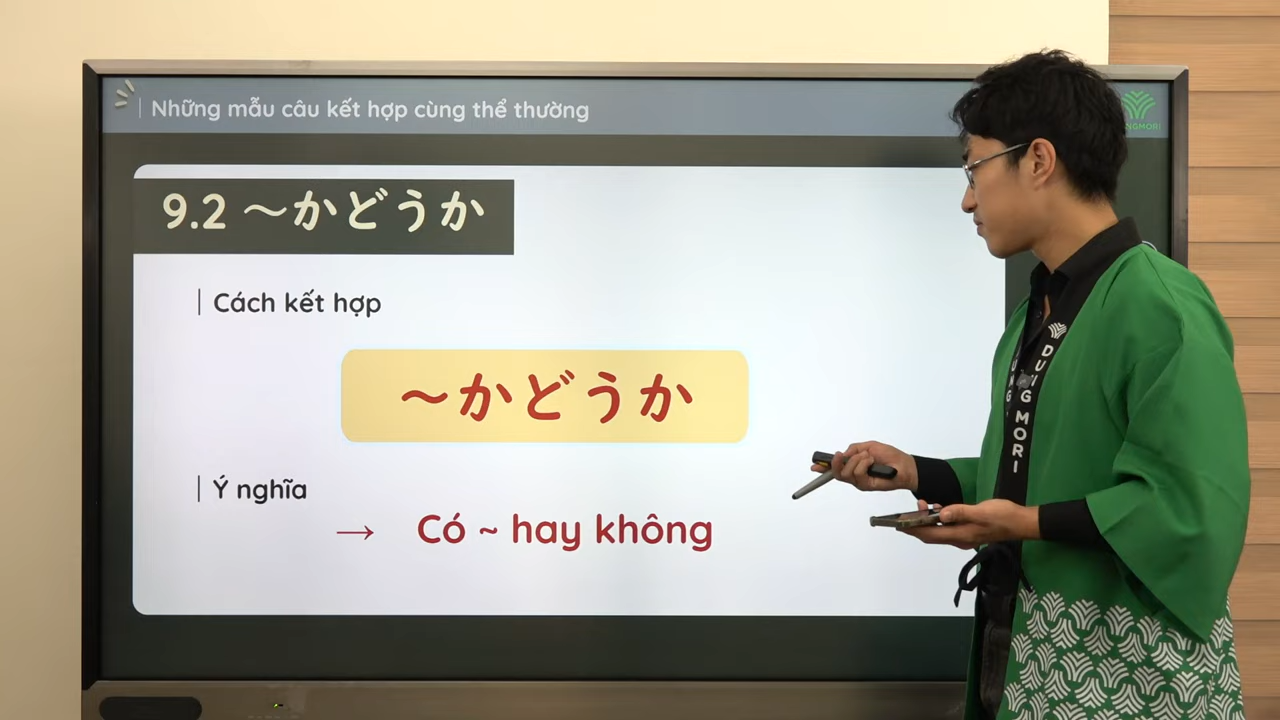 Những mẫu câu kết hợp cùng thể thường
NGMORI
9.2 ～かどうか
Cách kết hợp
～かどうか
Ý nghĩa
→ Có ~ hay không
DUNG MORI